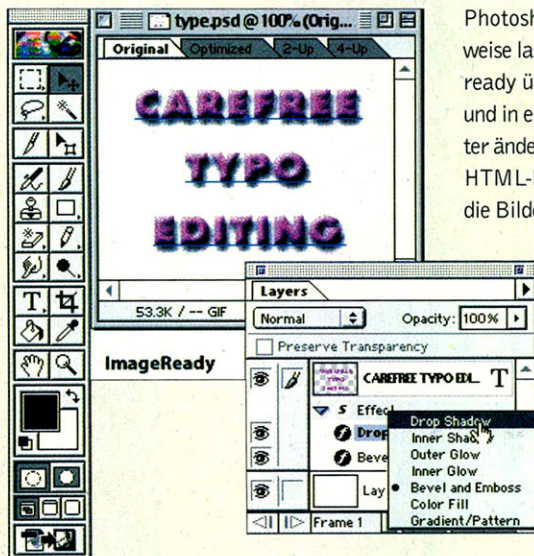 type.psd @ 100% (Orig...
Original Optimized 2-Up 4-Up
CAREFREE
TYPO
EDITING
53.3K / -- GIF
ImageReady
Photosh
weise la
ready ü
und in e
ter ände
HTML-
die Bild
Layers
Normal
Opacity: 100%
Preserve Transparency
CAREFREE TYPO EDI... T
Effec
Drop
Beve
Lay
Frame 1
Drop Shadow
Inner Shad
Outer Glow
Inner Glow
Bevel and Emboss
Color Fill
Gradient/Pattern